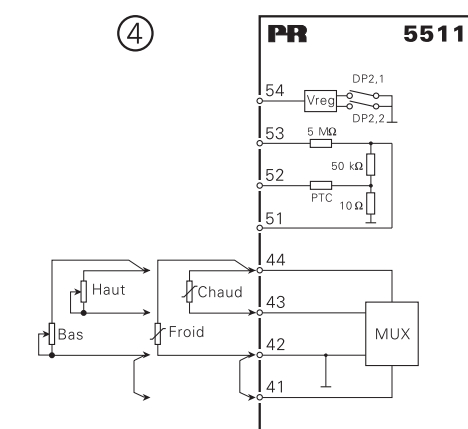 4
PR 5511
54
Vreg
DP2,1
DP2,2
53
5 MΩ
50 kΩ
52
PTC
10 Ω
51
44
Haut
Chaud
43
MUX
Bas
Froid
42
41